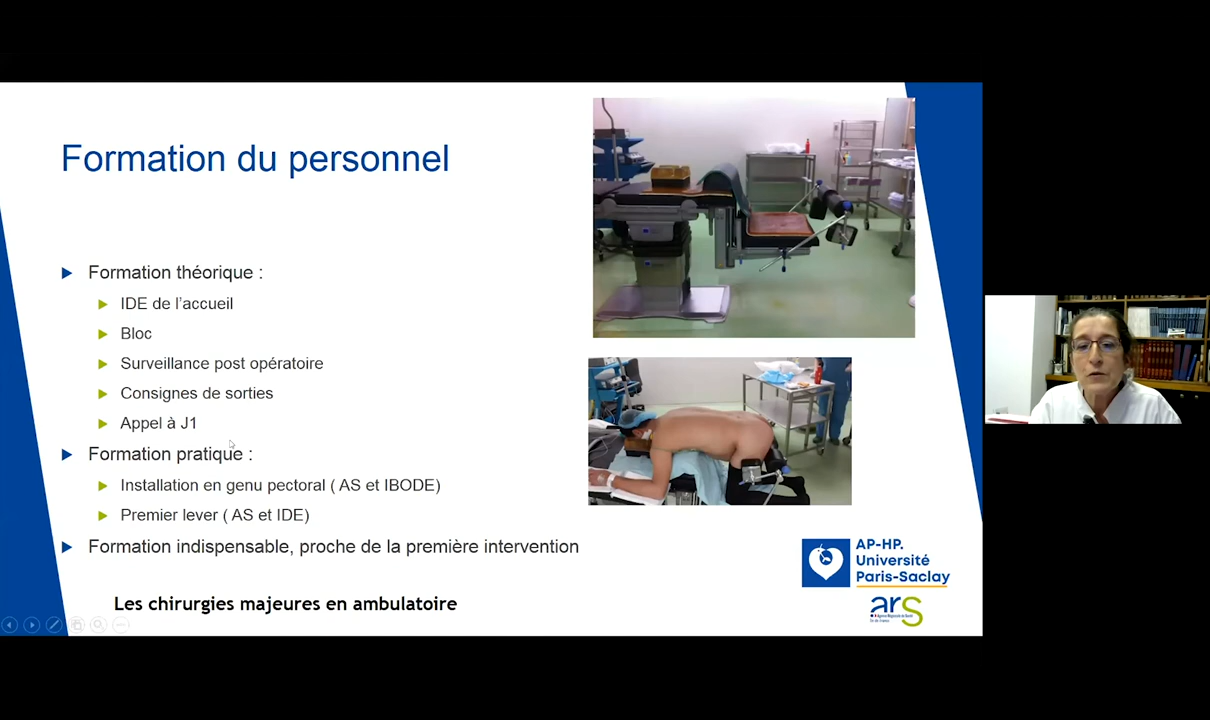 Formation du personnel
Formation théorique :
IDE de l'accueil
Bloc
Surveillance post opératoire
Consignes de sorties
Appel à J1
Formation pratique :
Installation en genu pectoral ( AS et IBODE)
Premier lever ( AS et IDE)
Formation indispensable, proche de la première intervention
Les chirurgies majeures en ambulatoire
AP-HP.
Université
Paris-Saclay
ars